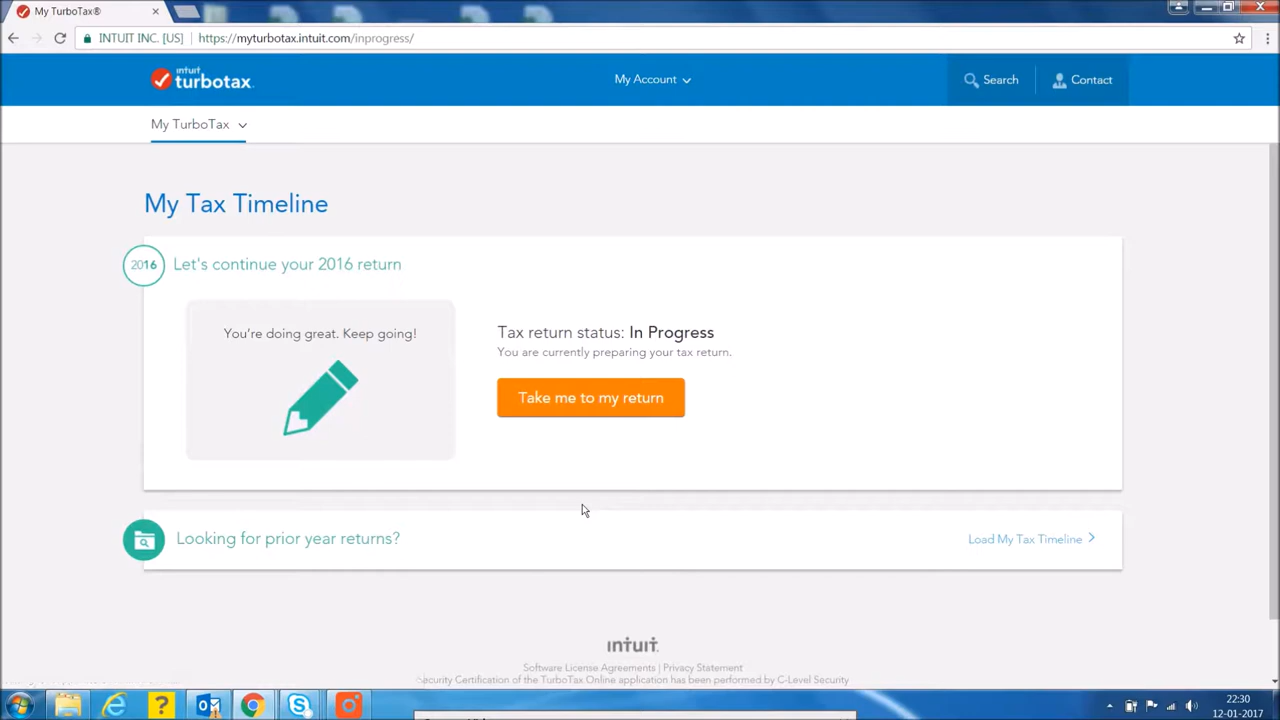 My TurboTax®
INTUIT INC. [US] https://myturbotax.intuit.com/inprogress/
intuit
turbotax.
My Account
Search
Contact
My TurboTax
My Tax Timeline
2016
Let's continue your 2016 return
You're doing great. Keep going!
Tax return status: In Progress
You are currently preparing your tax return.
Take me to my return
Looking for prior year returns?
Load My Tax Timeline
intuit.
Software License Agreements | Privacy Statement
Security Certification of the TurboTax Online application has been performed by C-Level Security
22:30
12-01-2017